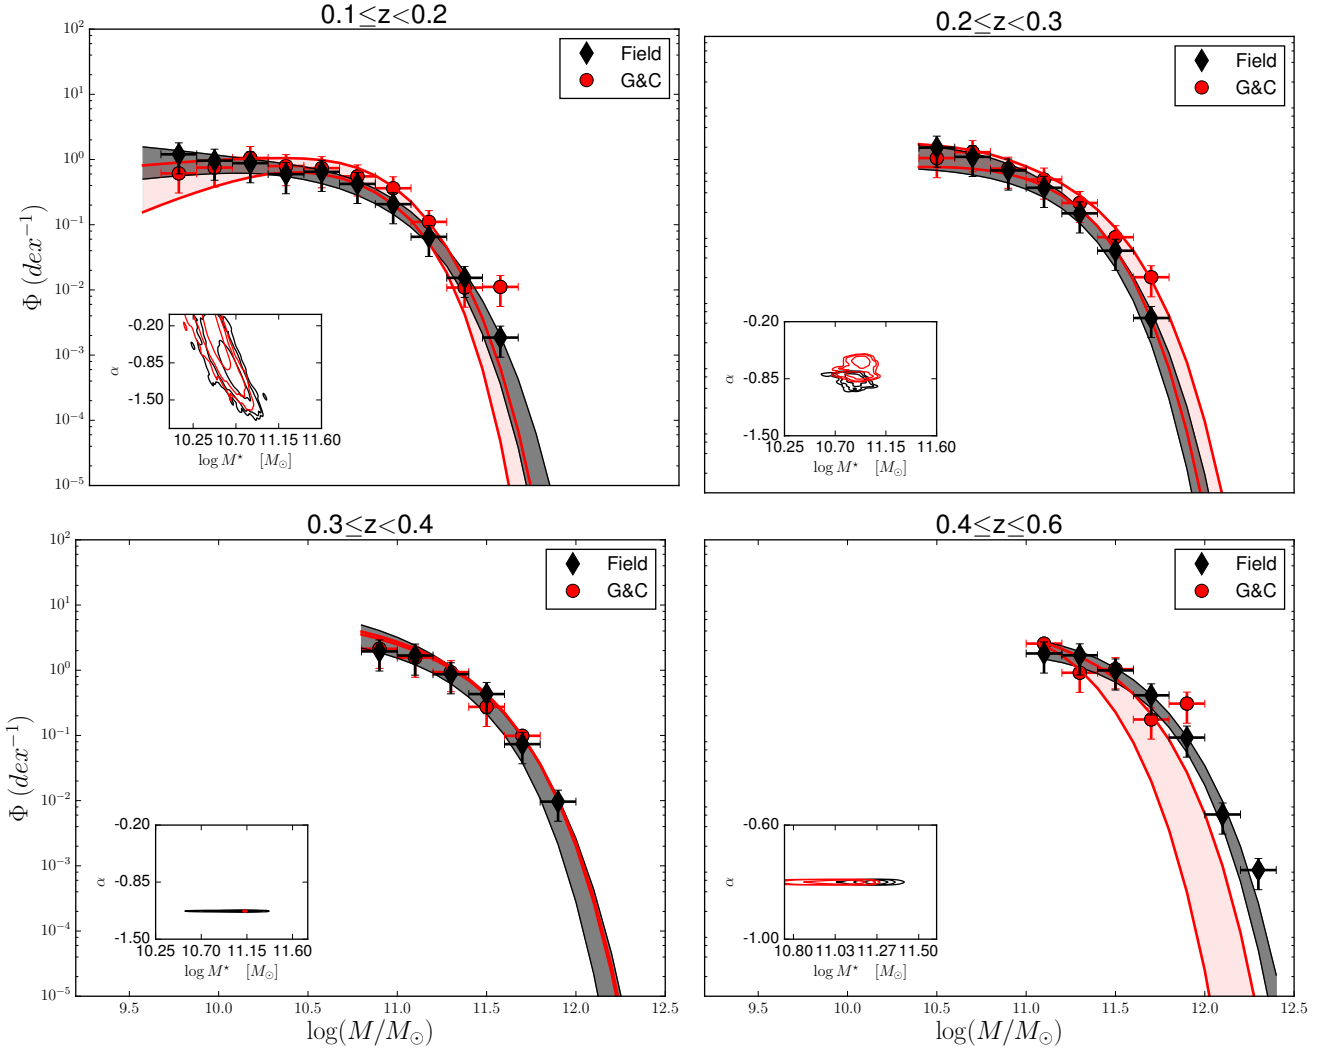 0.1≤z<0.2
10²
10¹
10⁰
10⁻¹
10⁻²
10⁻³
10⁻⁴
10⁻⁵
Φ (dex⁻¹)
Field
G&C
-0.20
-0.85
-1.50
α
10.25 10.70 11.15 11.60
log M⋆ [M⊙]
0.2≤z<0.3
Field
G&C
-0.20
-0.85
-1.50
α
10.25 10.70 11.15 11.60
log M⋆ [M⊙]
0.3≤z<0.4
10²
10¹
10⁰
10⁻¹
10⁻²
10⁻³
10⁻⁴
10⁻⁵
Φ (dex⁻¹)
Field
G&C
-0.20
-0.85
-1.50
α
10.25 10.70 11.15 11.60
log M⋆ [M⊙]
9.5 10.0 10.5 11.0 11.5 12.0 12.5
log(M/M⊙)
0.4≤z≤0.6
Field
G&C
-0.60
-1.00
α
10.80 11.03 11.27 11.50
log M⋆ [M⊙]
9.5 10.0 10.5 11.0 11.5 12.0 12.5
log(M/M⊙)